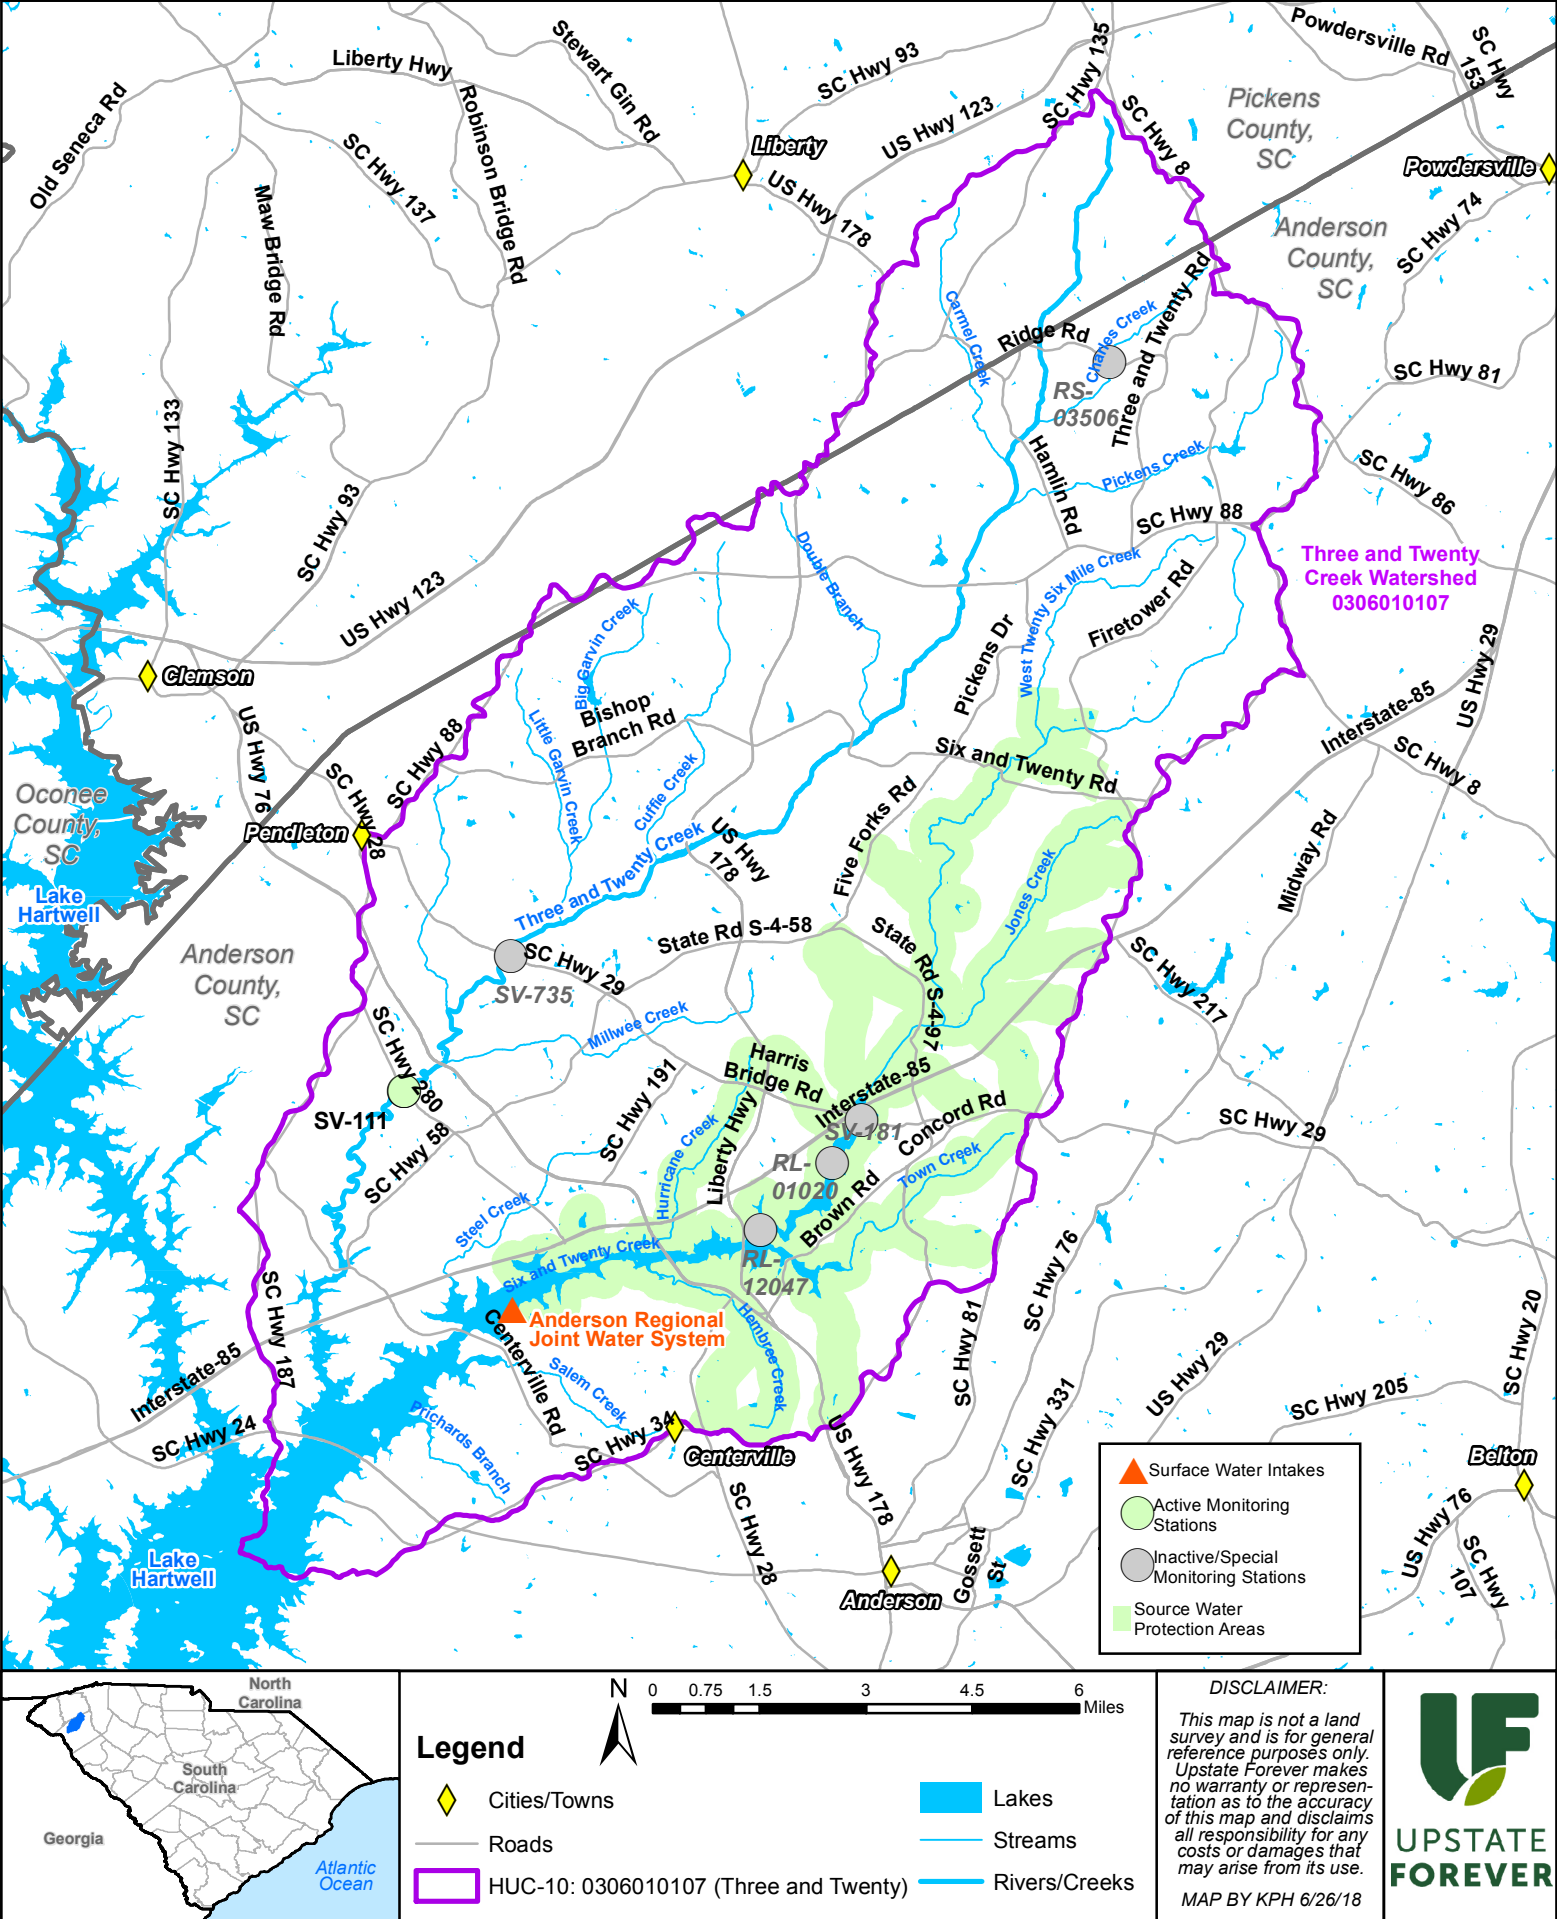 Liberty Hwy
Stewart Gin Rd
SC Hwy 93
SC Hwy 135
Powdersville Rd
SC Hwy
153
Old Seneca Rd
Robinson Bridge Rd
SC Hwy 137
Maw Bridge Rd
Liberty
US Hwy 123
US Hwy 178
SC Hwy 8
Pickens
County,
SC
Powdersville
SC Hwy 74
Anderson
County,
SC
Carmel Creek
Ridge Rd
Charles Creek
Three and Twenty Rd
RS-
03506
SC Hwy 81
SC Hwy 133
SC Hwy 93
Hamlin Rd
Pickens Creek
SC Hwy 86
SC Hwy 88
Double Branch
West Twenty Six Mile Creek
Firetower Rd
Three and Twenty
Creek Watershed
0306010107
US Hwy 123
Big Garvin Creek
Clemson
Pickens Dr
US Hwy 29
Bishop
Branch Rd
Little Garvin Creek
Interstate-85
US Hwy 76
SC Hwy 28
SC Hwy 88
Cuffie Creek
Six and Twenty Rd
SC Hwy 8
Oconee
County,
SC
Pendleton
Three and Twenty Creek
US Hwy
178
Five Forks Rd
Midway Rd
Jones Creek
Lake
Hartwell
Anderson
County,
SC
State Rd S-4-58
State Rd S-4-97
SC Hwy 29
SV-735
SC Hwy 217
Millwee Creek
SC Hwy 280
SV-111
SC Hwy 191
Harris
Bridge Rd
Interstate-85
SV-181
Concord Rd
SC Hwy 29
SC Hwy 58
Hurricane Creek
Liberty Hwy
RL-
01020
Town Creek
Brown Rd
Steel Creek
Six and Twenty Creek
RL-
12047
SC Hwy 76
SC Hwy 187
Centerville Rd
Anderson Regional
Joint Water System
Hembree Creek
SC Hwy 81
SC Hwy 20
Interstate-85
Salem Creek
US Hwy 29
SC Hwy 205
SC Hwy 24
Prichards Branch
SC Hwy 34
SC Hwy 331
Centerville
US Hwy 178
Belton
SC Hwy 28
US Hwy 76
SC Hwy
107
Lake
Hartwell
Gossett
St
Anderson
Surface Water Intakes
Active Monitoring
Stations
Inactive/Special
Monitoring Stations
Source Water
Protection Areas
North
Carolina
South
Carolina
Georgia
Atlantic
Ocean
N
0 0.75 1.5 3 4.5 6
Miles
Legend
Cities/Towns
Roads
HUC-10: 0306010107 (Three and Twenty)
Lakes
Streams
Rivers/Creeks
DISCLAIMER:
This map is not a land
survey and is for general
reference purposes only.
Upstate Forever makes
no warranty or represen-
tation as to the accuracy
of this map and disclaims
all responsibility for any
costs or damages that
may arise from its use.
MAP BY KPH 6/26/18
UF
UPSTATE
FOREVER